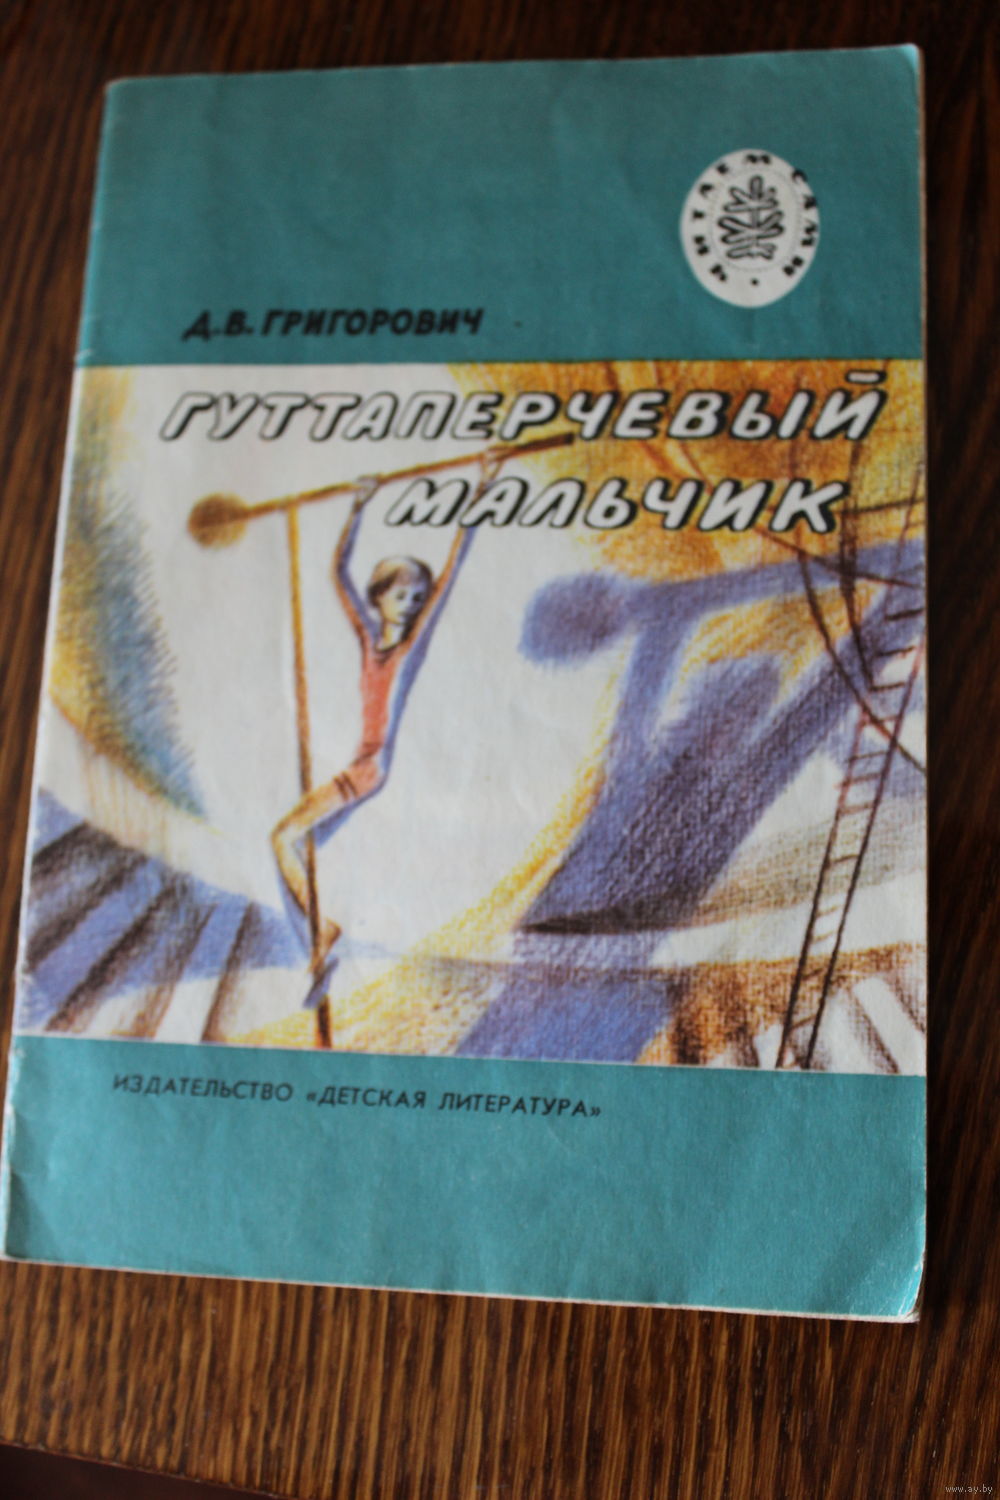 ЧИТАЕМ САМИ
Д.В. ГРИГОРОВИЧ
ГУТТАПЕРЧЕВЫЙ
МАЛЬЧИК
ИЗДАТЕЛЬСТВО «ДЕТСКАЯ ЛИТЕРАТУРА»
www.ay.by